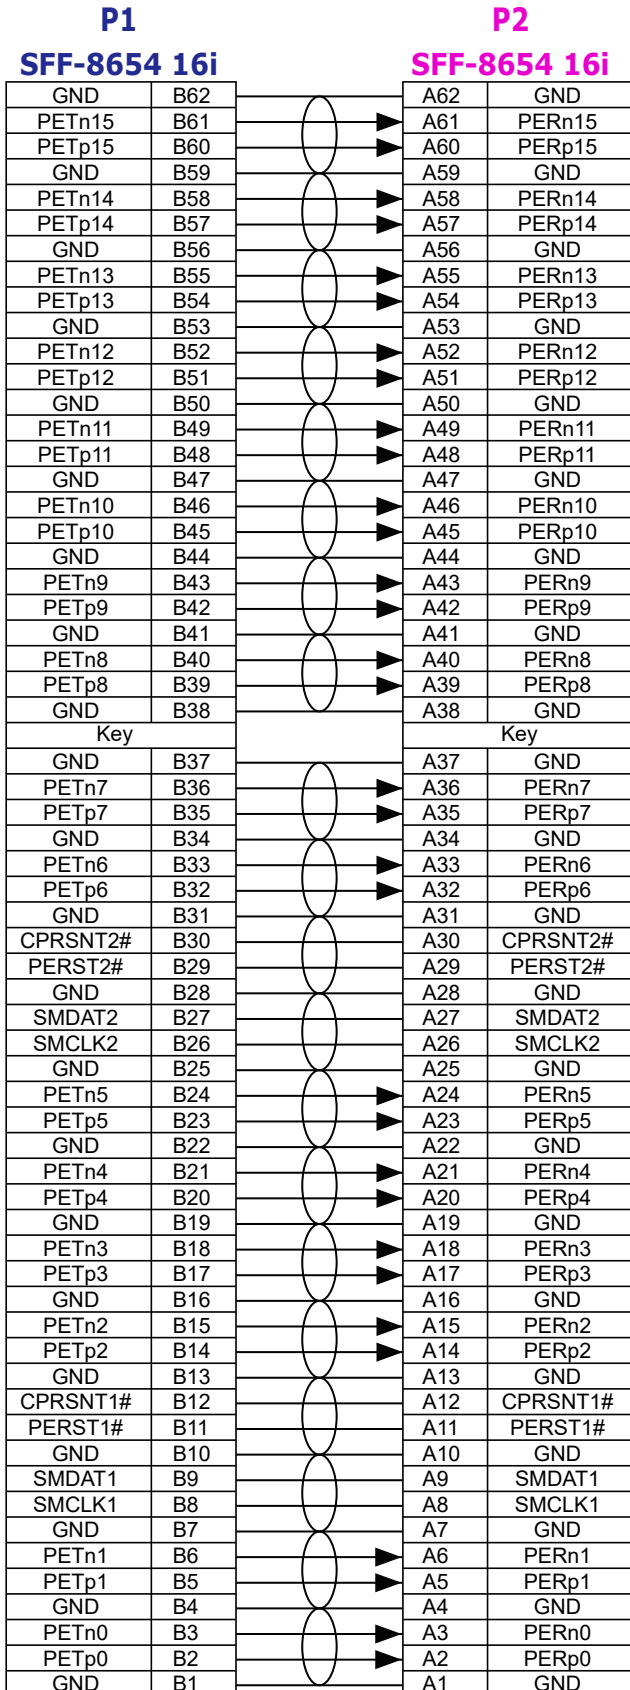 P1 P2
SFF-8654 16i SFF-8654 16i
GND B62 A62 GND
PETn15 B61 A61 PERn15
PETp15 B60 A60 PERp15
GND B59 A59 GND
PETn14 B58 A58 PERn14
PETp14 B57 A57 PERp14
GND B56 A56 GND
PETn13 B55 A55 PERn13
PETp13 B54 A54 PERp13
GND B53 A53 GND
PETn12 B52 A52 PERn12
PETp12 B51 A51 PERp12
GND B50 A50 GND
PETn11 B49 A49 PERn11
PETp11 B48 A48 PERp11
GND B47 A47 GND
PETn10 B46 A46 PERn10
PETp10 B45 A45 PERp10
GND B44 A44 GND
PETn9 B43 A43 PERn9
PETp9 B42 A42 PERp9
GND B41 A41 GND
PETn8 B40 A40 PERn8
PETp8 B39 A39 PERp8
GND B38 A38 GND
Key Key
GND B37 A37 GND
PETn7 B36 A36 PERn7
PETp7 B35 A35 PERp7
GND B34 A34 GND
PETn6 B33 A33 PERn6
PETp6 B32 A32 PERp6
GND B31 A31 GND
CPRSNT2# B30 A30 CPRSNT2#
PERST2# B29 A29 PERST2#
GND B28 A28 GND
SMDAT2 B27 A27 SMDAT2
SMCLK2 B26 A26 SMCLK2
GND B25 A25 GND
PETn5 B24 A24 PERn5
PETp5 B23 A23 PERp5
GND B22 A22 GND
PETn4 B21 A21 PERn4
PETp4 B20 A20 PERp4
GND B19 A19 GND
PETn3 B18 A18 PERn3
PETp3 B17 A17 PERp3
GND B16 A16 GND
PETn2 B15 A15 PERn2
PETp2 B14 A14 PERp2
GND B13 A13 GND
CPRSNT1# B12 A12 CPRSNT1#
PERST1# B11 A11 PERST1#
GND B10 A10 GND
SMDAT1 B9 A9 SMDAT1
SMCLK1 B8 A8 SMCLK1
GND B7 A7 GND
PETn1 B6 A6 PERn1
PETp1 B5 A5 PERp1
GND B4 A4 GND
PETn0 B3 A3 PERn0
PETp0 B2 A2 PERp0
GND B1 A1 GND